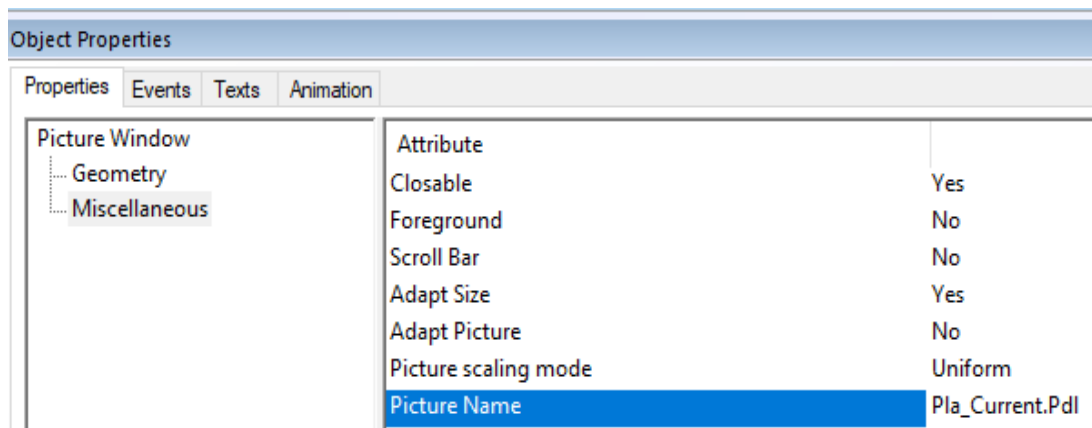 Object Properties
Properties Events Texts Animation
Picture Window
Geometry
Miscellaneous
Attribute
Closable Yes
Foreground No
Scroll Bar No
Adapt Size Yes
Adapt Picture No
Picture scaling mode Uniform
Picture Name Pla_Current.Pdl